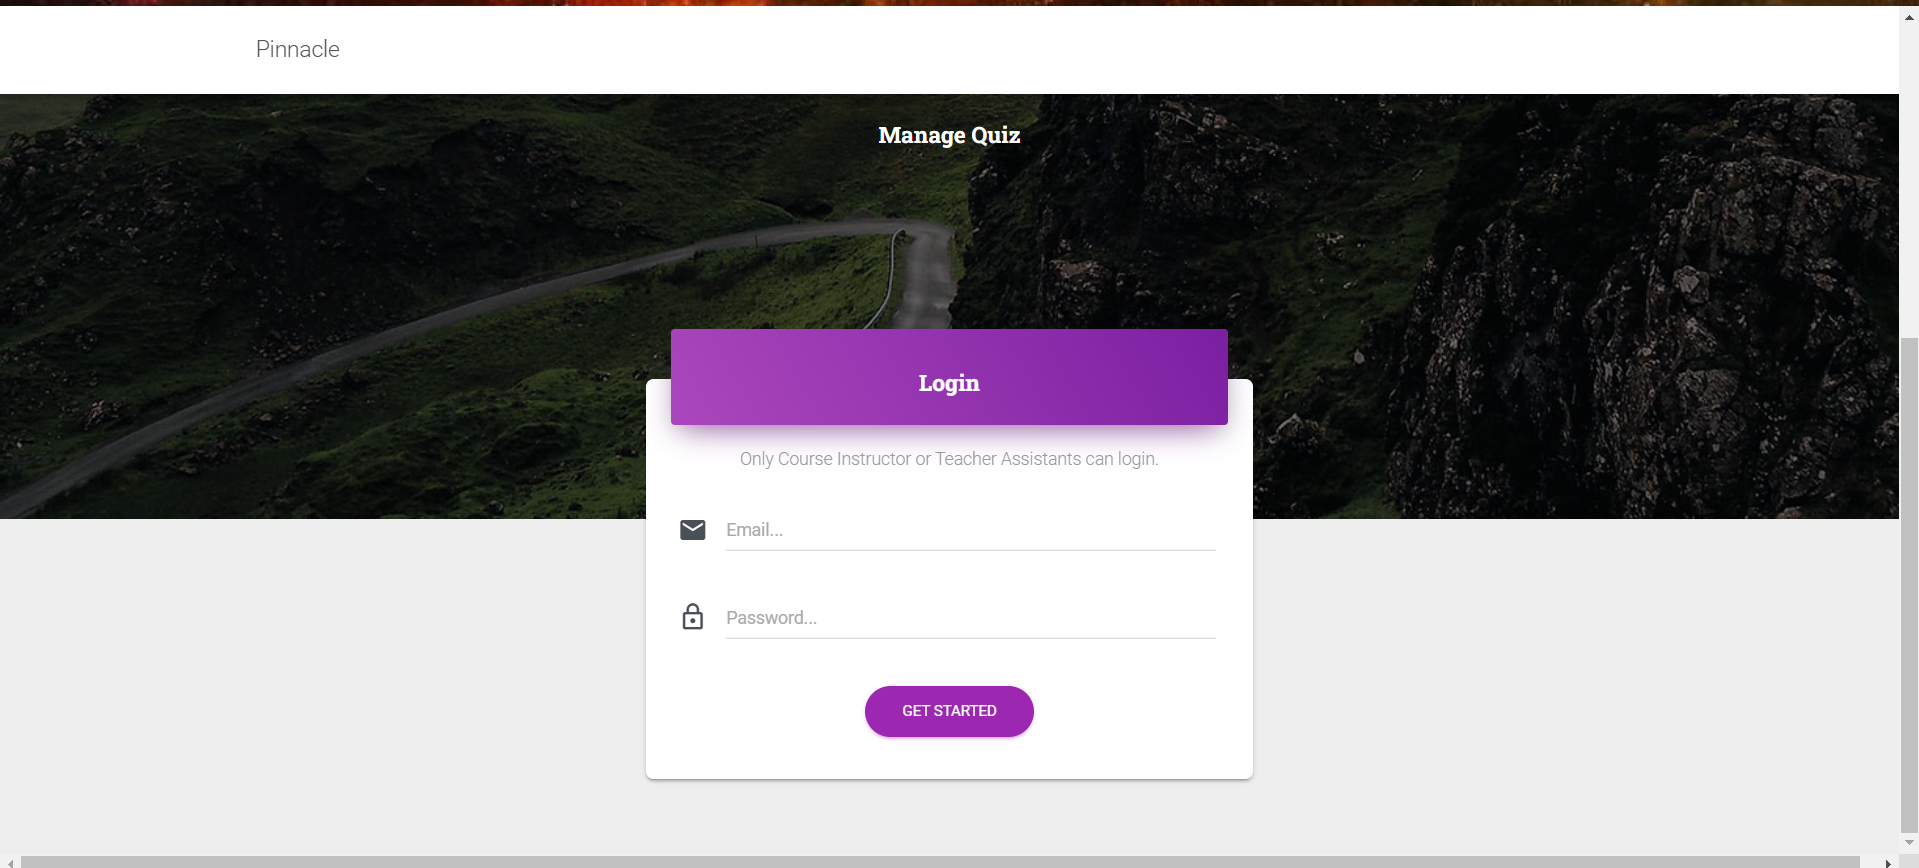 Pinnacle
Manage Quiz
Login
Only Course Instructor or Teacher Assistants can login.
Email...
Password...
GET STARTED